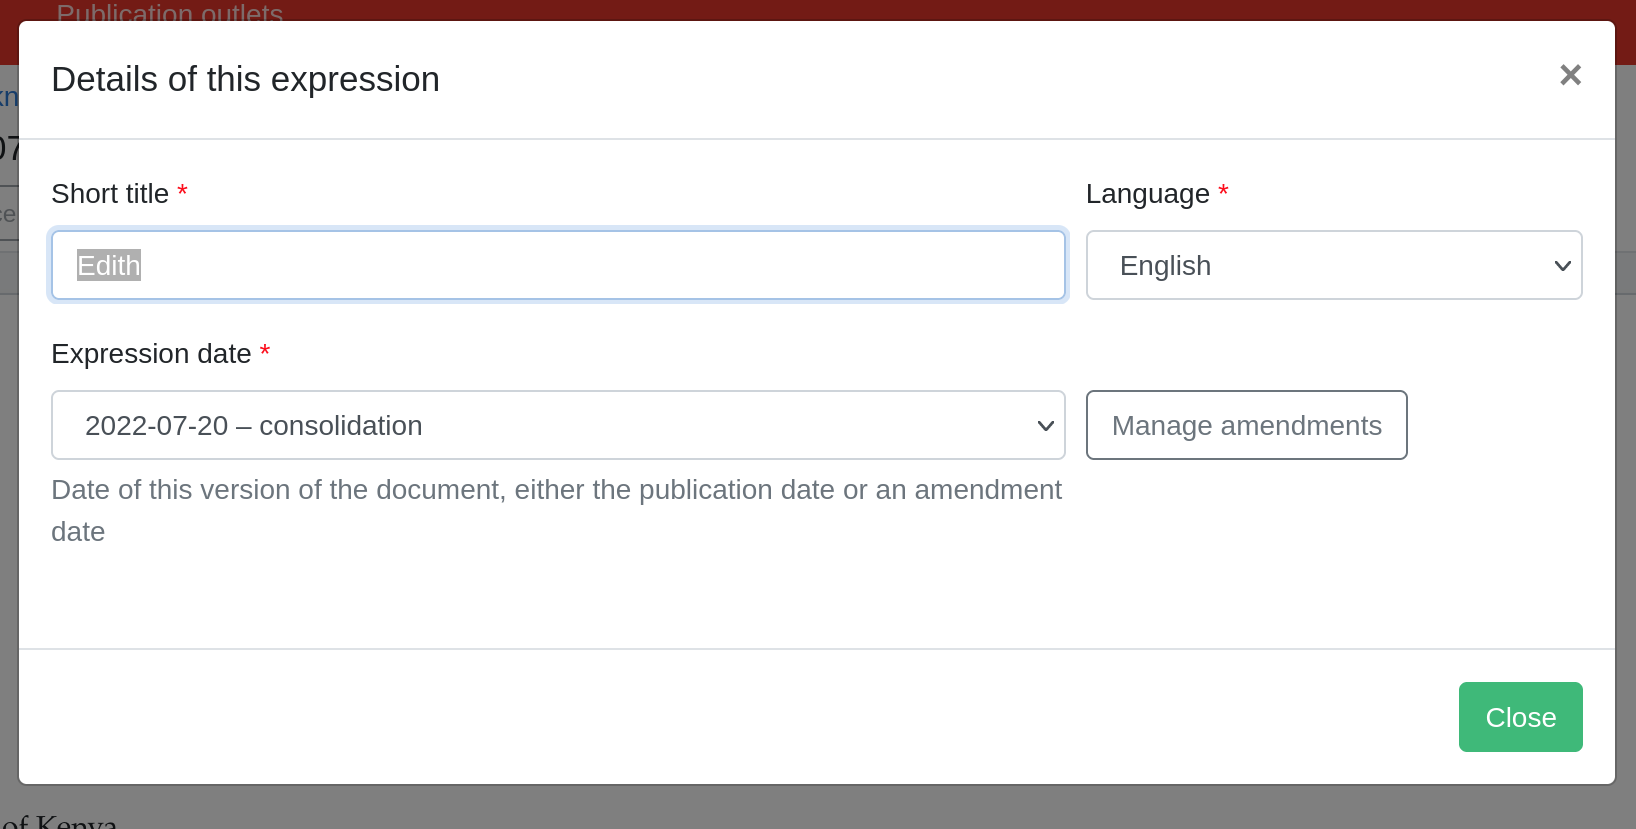 Publication outlets
Details of this expression
×
Short title *
Language *
Edith
English
Expression date *
2022-07-20 – consolidation
Manage amendments
Date of this version of the document, either the publication date or an amendment
date
Close
of Kenya